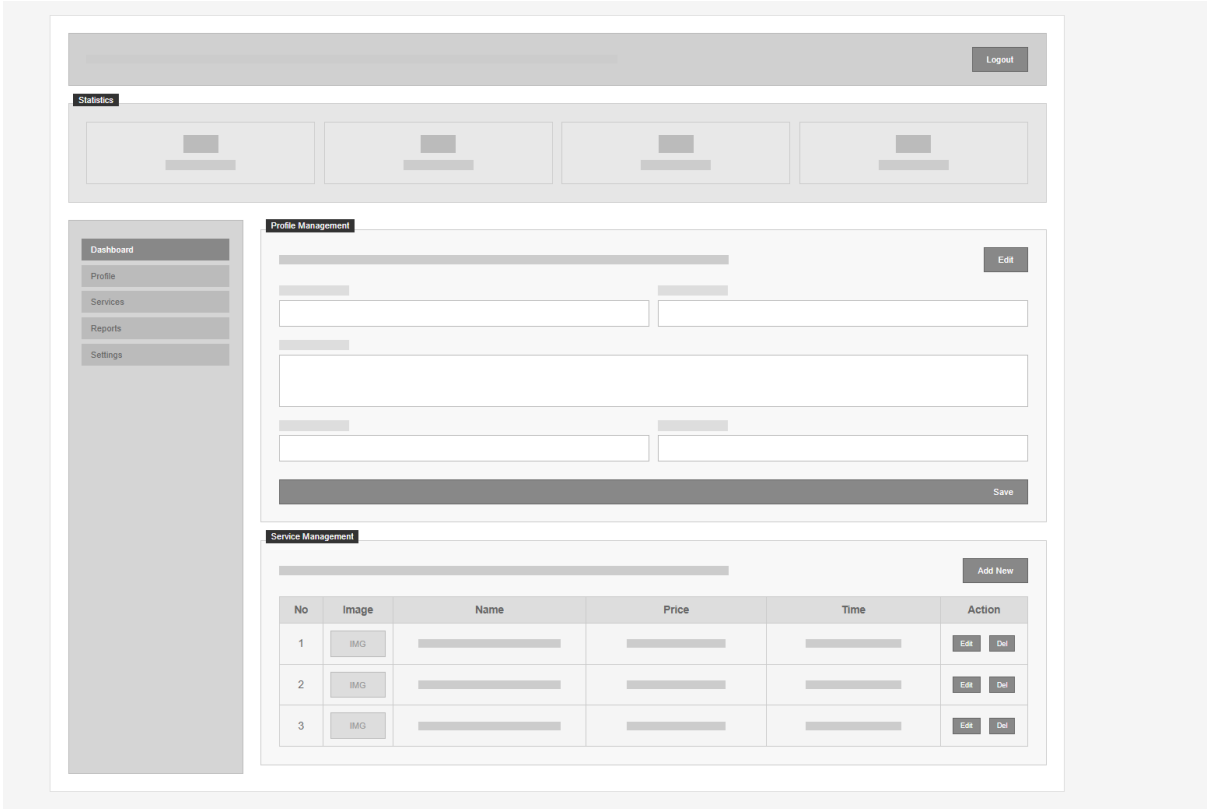 Logout
Statistics
Profile Management
Dashboard
Edit
Profile
Services
Reports
Settings
Save
Service Management
Add New
No Image Name Price Time Action
1 IMG Edit Del
2 IMG Edit Del
3 IMG Edit Del